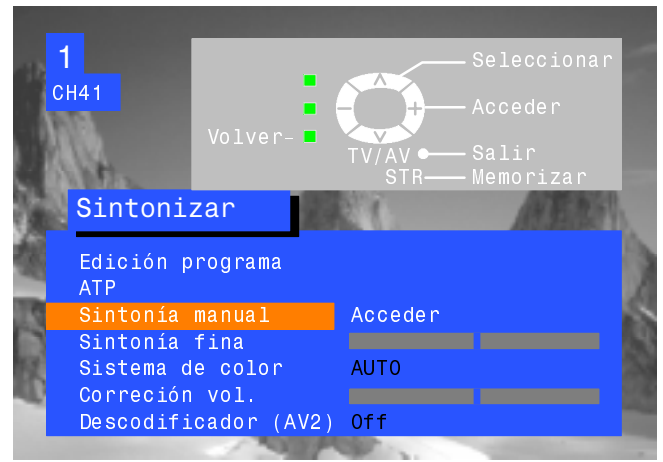 1
CH41
Seleccionar
Acceder
Volver-
TV/AV Salir
STR Memorizar
Sintonizar
Edición programa
ATP
Sintonía manual Acceder
Sintonía fina
Sistema de color AUTO
Correción vol.
Descodificador (AV2) Off